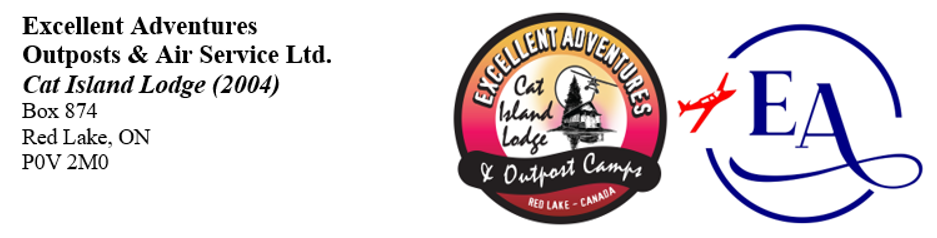 Excellent Adventures
Outposts & Air Service Ltd.
Cat Island Lodge (2004)
Box 874
Red Lake, ON
P0V 2M0
EXCELLENT ADVENTURES
Cat
Island
Lodge
& Outpost Camps
RED LAKE – CANADA
EA